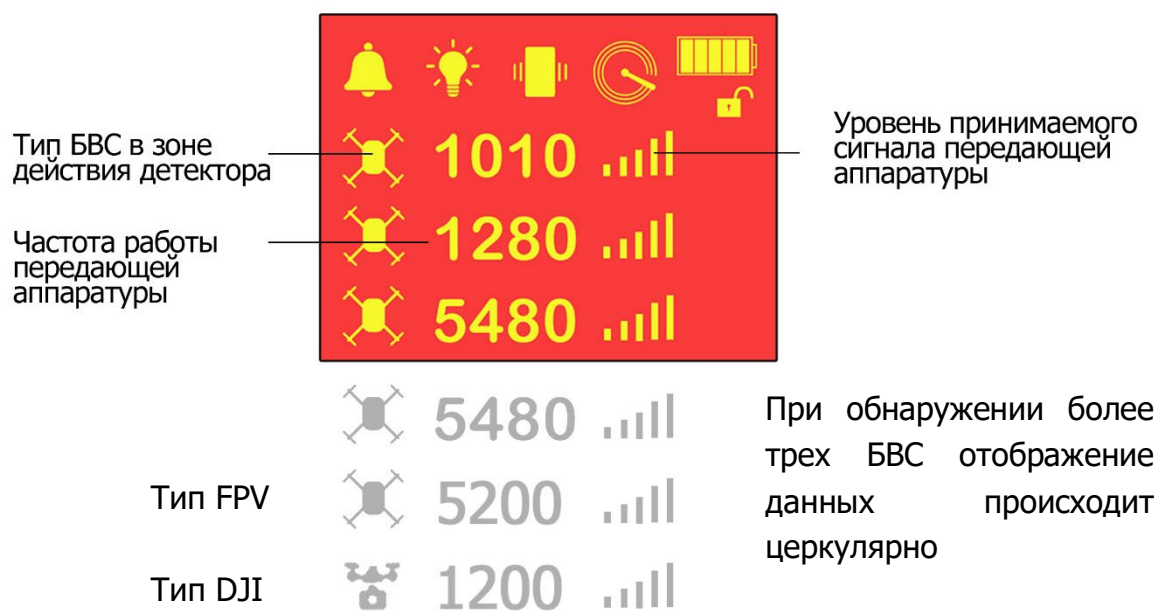 Тип БВС в зоне
действия детектора
Частота работы
передающей
аппаратуры
1010
1280
5480
Уровень принимаемого
сигнала передающей
аппаратуры
5480
Тип FPV
5200
Тип DJI
1200
При обнаружении более
трех БВС отображение
данных происходит
церкулярно